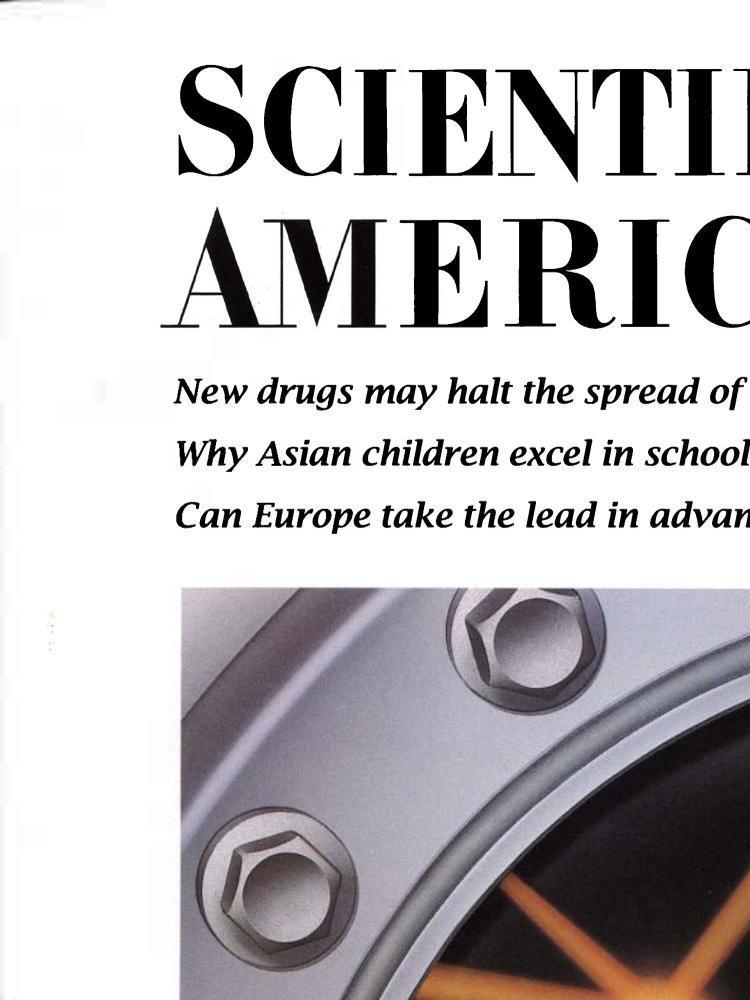 SCIENTI
AMERIC
New drugs may halt the spread of
Why Asian children excel in school
Can Europe take the lead in advan